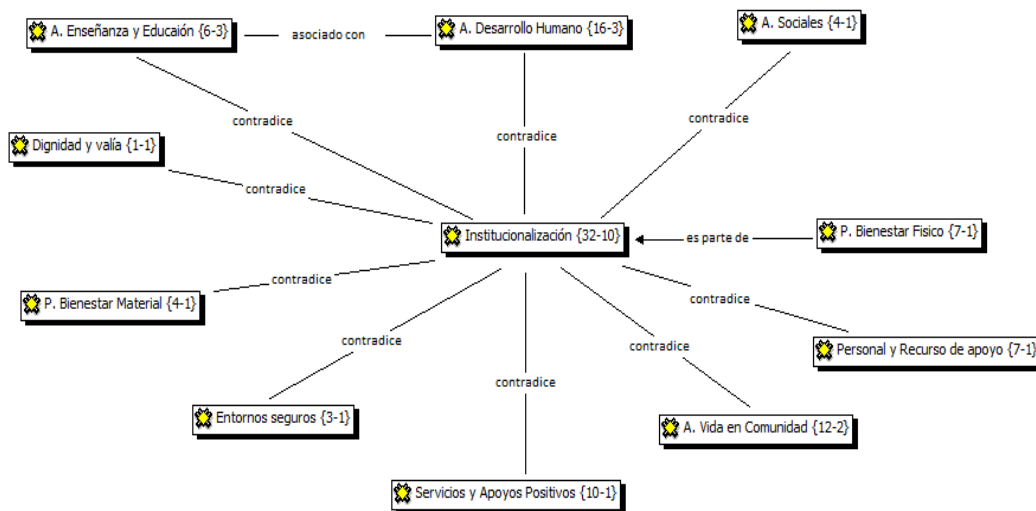 A. Enseñanza y Educaión {6-3}
asociado con
A. Desarrollo Humano {16-3}
A. Sociales {4-1}
contradice
contradice
contradice
Dignidad y valía {1-1}
contradice
Institucionalización {32-10}
es parte de
P. Bienestar Fisico {7-1}
contradice
P. Bienestar Material {4-1}
contradice
contradice
contradice
Personal y Recurso de apoyo {7-1}
contradice
Entornos seguros {3-1}
A. Vida en Comunidad {12-2}
Servicios y Apoyos Positivos {10-1}